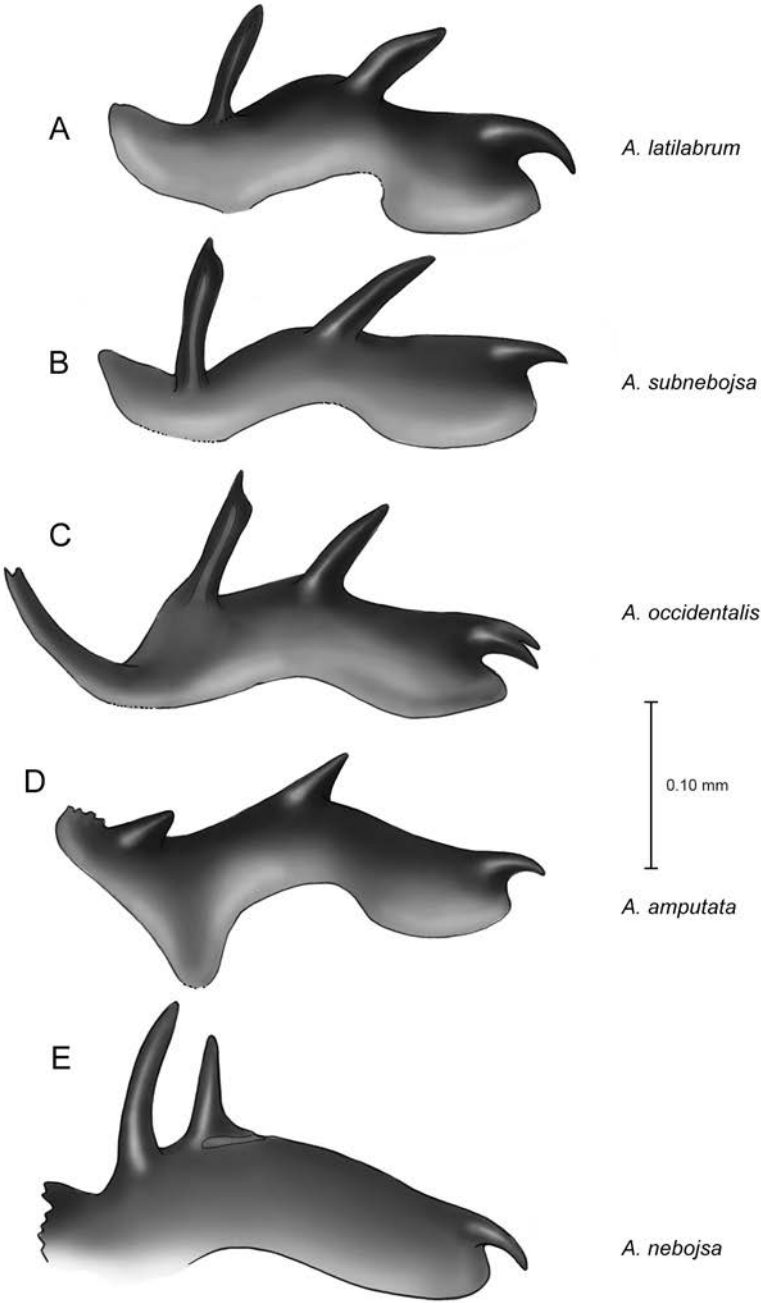 A
A. latilabrum
B
A. subnebojsa
C
A. occidentalis
D
0.10 mm
A. amputata
E
A. nebojsa